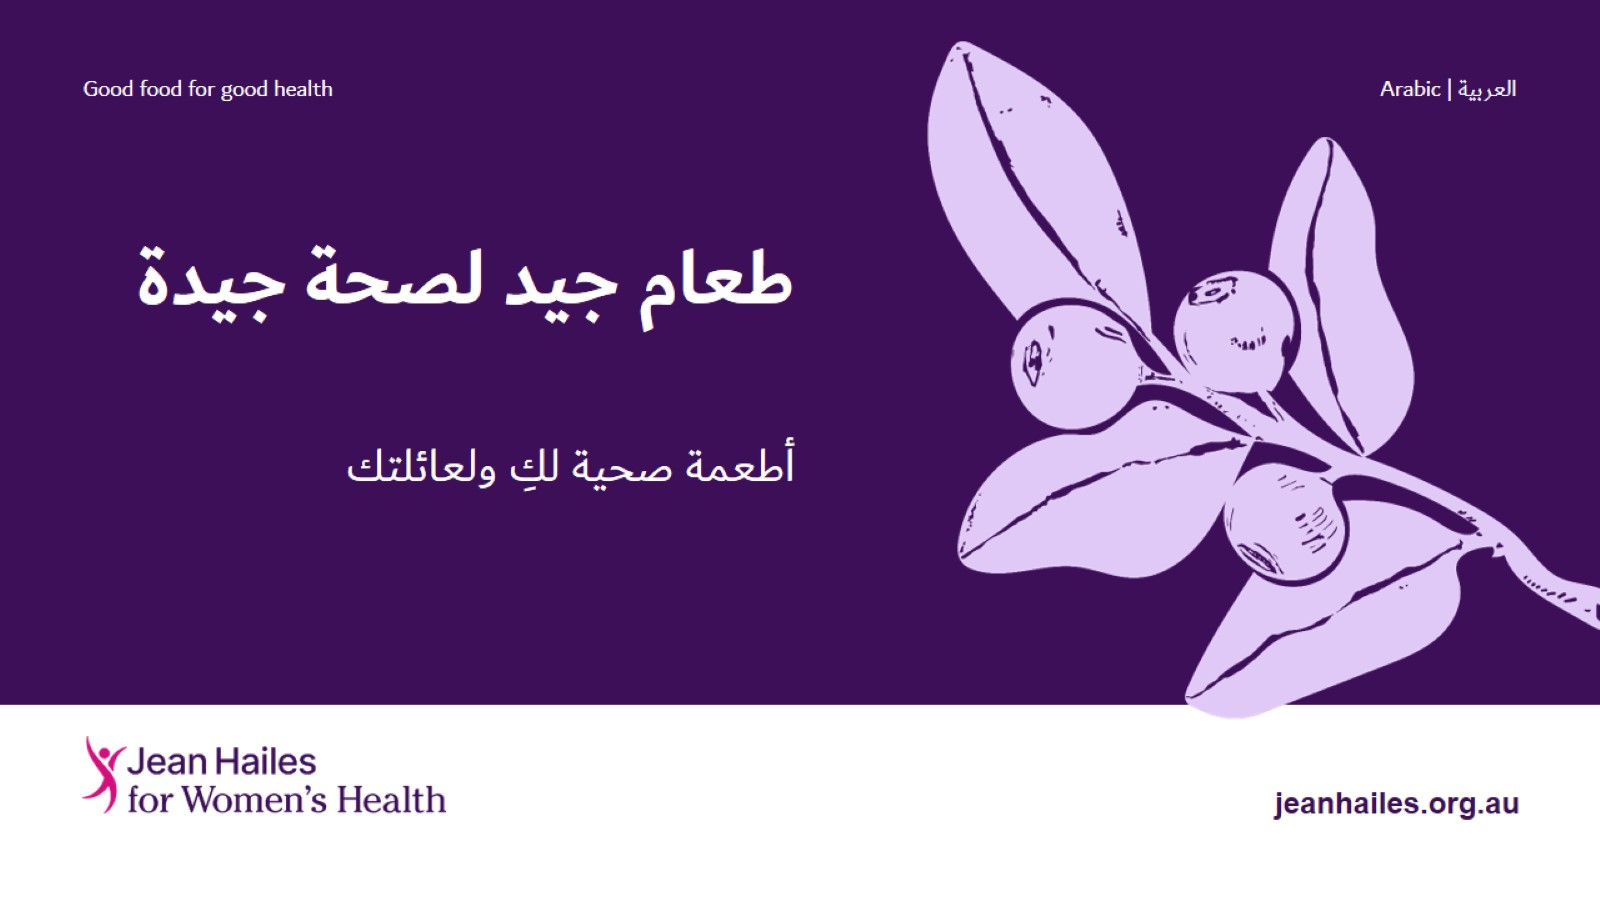 Good food for good health
Arabic | العربية
طعام جيد لصحة جيدة
أطعمة صحية لكِ ولعائلتك
Jean Hailes
for Women's Health
jeanhailes.org.au